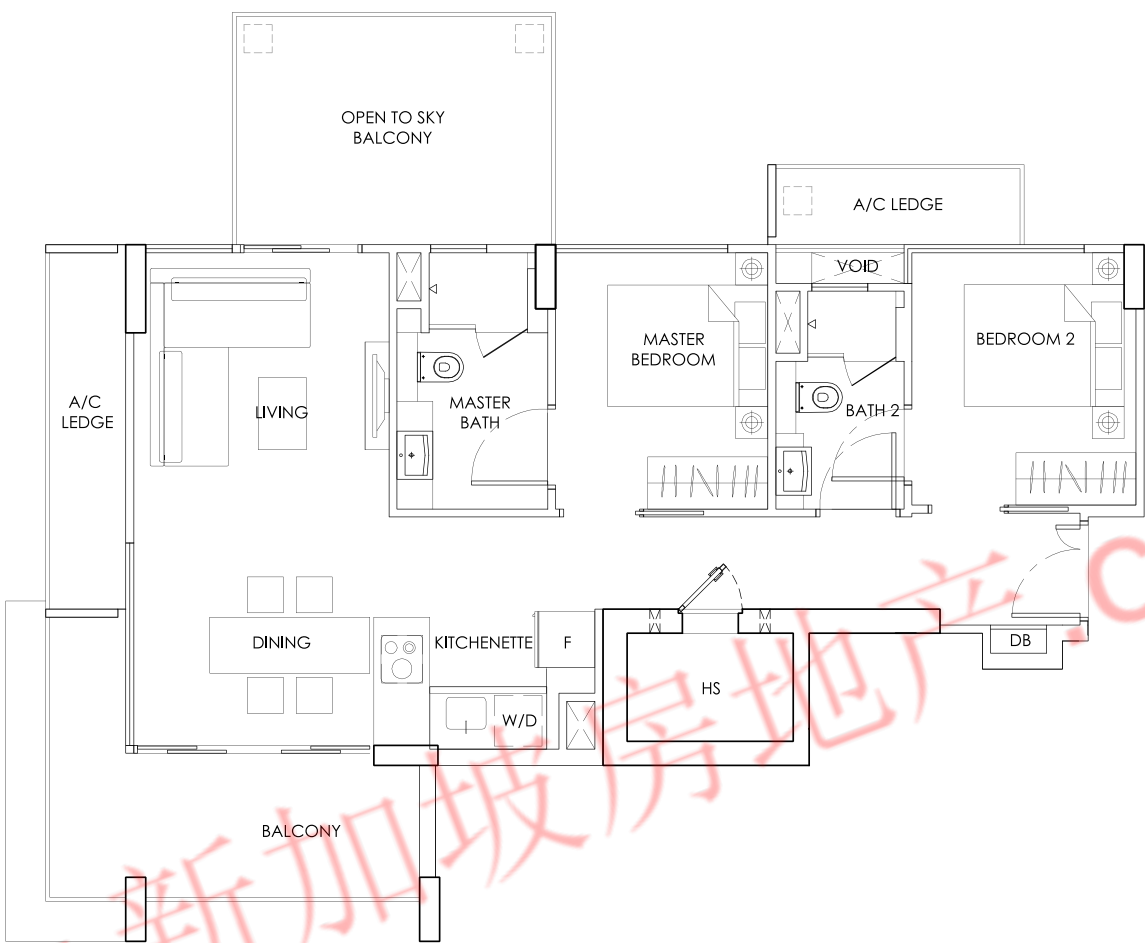 OPEN TO SKY
BALCONY
A/C LEDGE
VOID
MASTER
BEDROOM
BEDROOM 2
A/C
LEDGE
LIVING
MASTER
BATH
BATH 2
DINING
KITCHENETTE
F
DB
HS
W/D
BALCONY
新加坡房地产.c